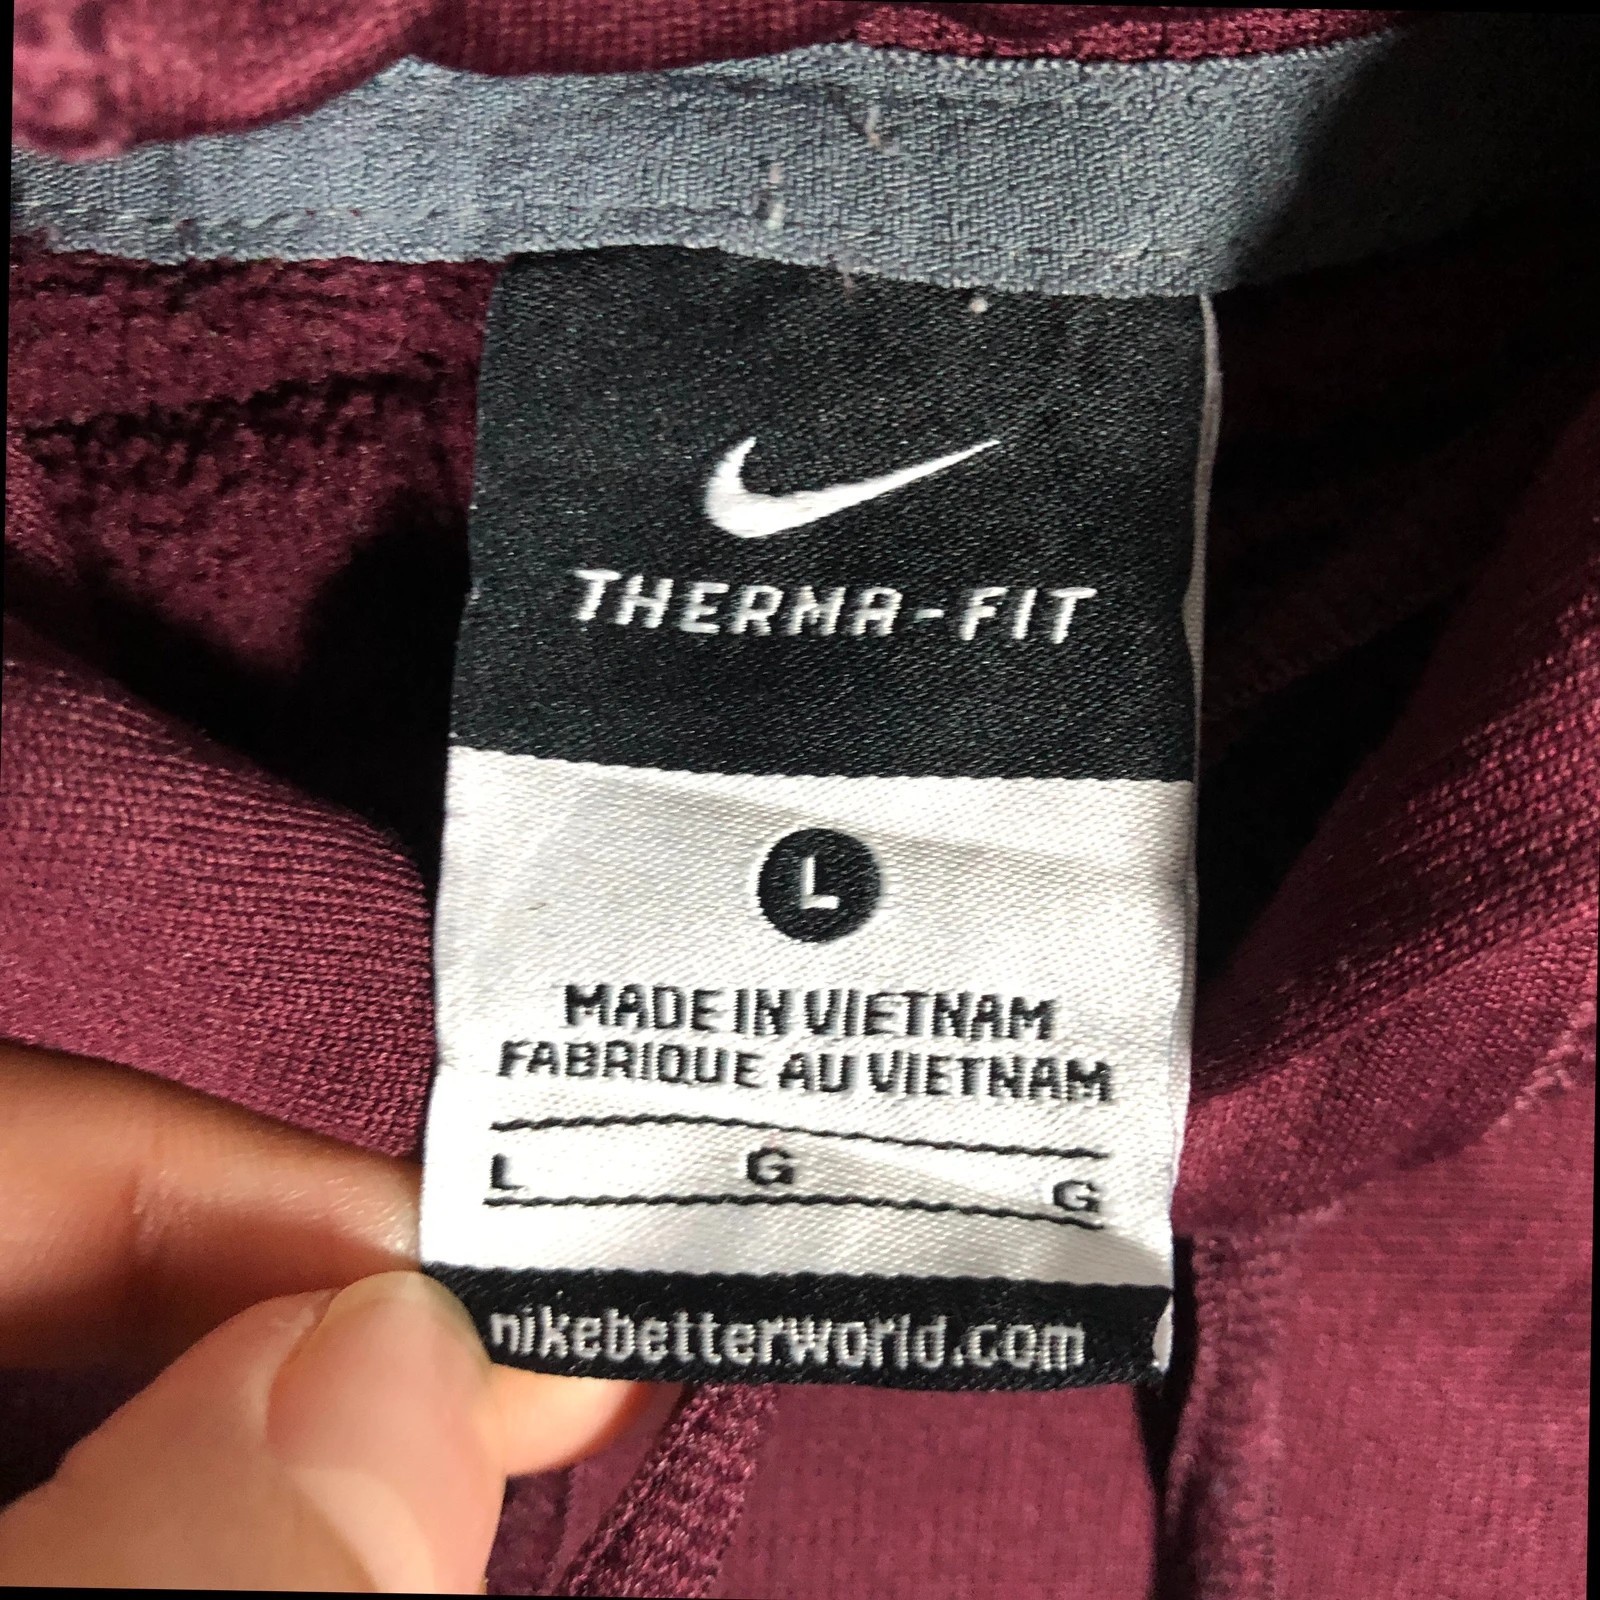 THERMA-FIT
L
MADE IN VIETNAM
FABRIQUE AU VIETNAM
L G G
nikebetterworld.com